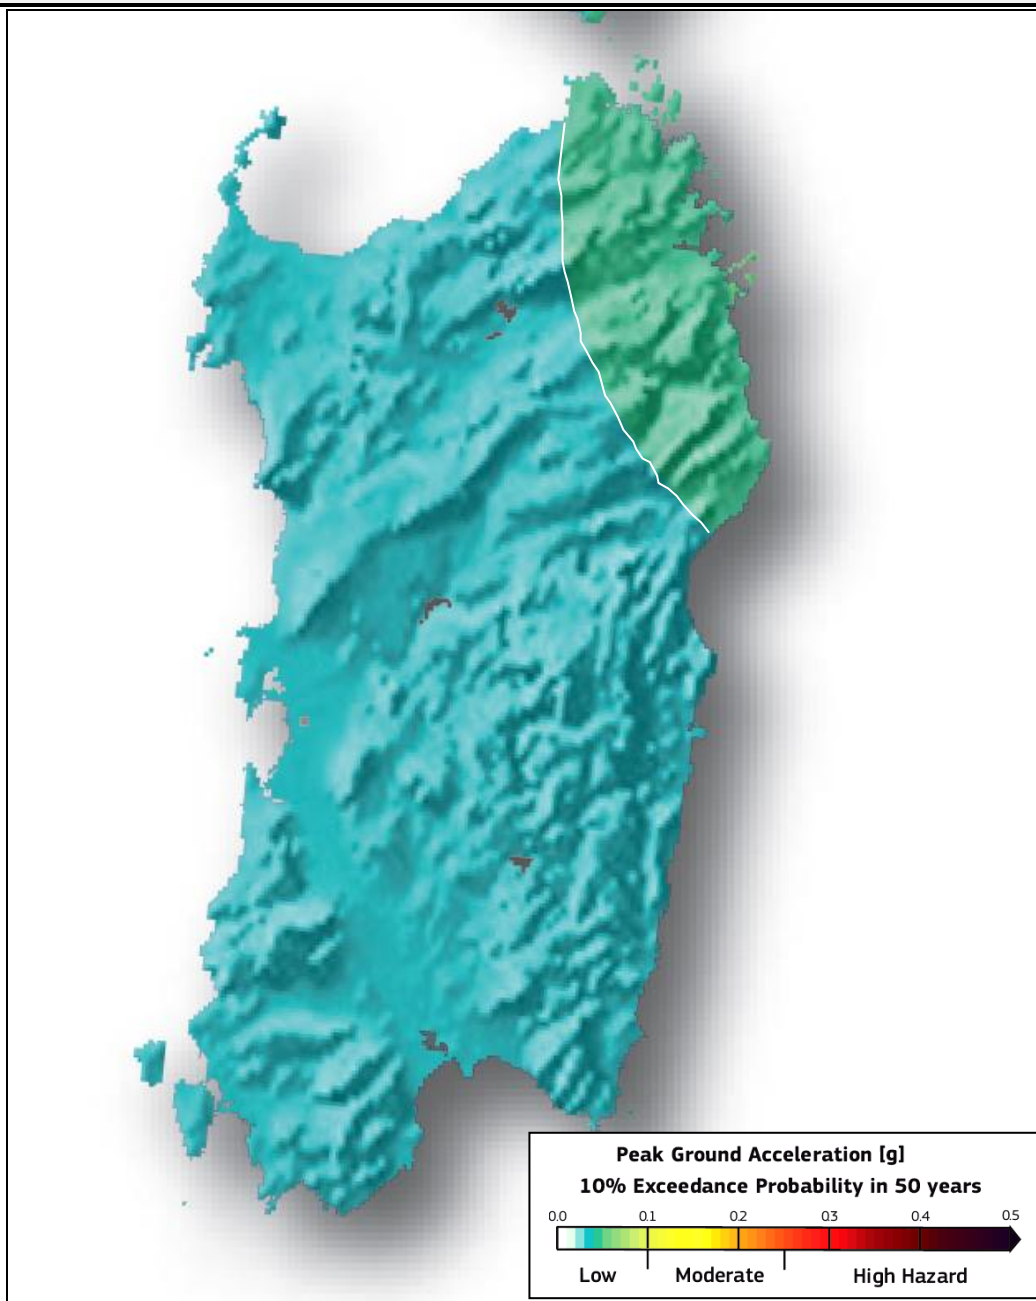 Peak Ground Acceleration [g]
10% Exceedance Probability in 50 years
0.0 0.1 0.2 0.3 0.4 0.5
Low Moderate High Hazard